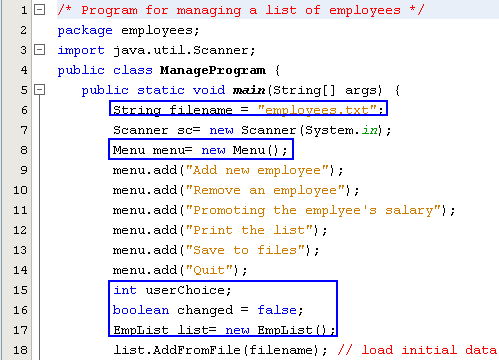 1 /* Program for managing a list of employees */
2 package employees;
3 import java.util.Scanner;
4 public class ManageProgram {
5 public static void main(String[] args) {
6 String filename = "employees.txt";
7 Scanner sc= new Scanner(System.in);
8 Menu menu= new Menu();
9 menu.add("Add new employee");
10 menu.add("Remove an employee");
11 menu.add("Promoting the emplyee's salary");
12 menu.add("Print the list");
13 menu.add("Save to files");
14 menu.add("Quit");
15 int userChoice;
16 boolean changed = false;
17 EmpList list= new EmpList();
18 list.AddFromFile(filename); // load initial data